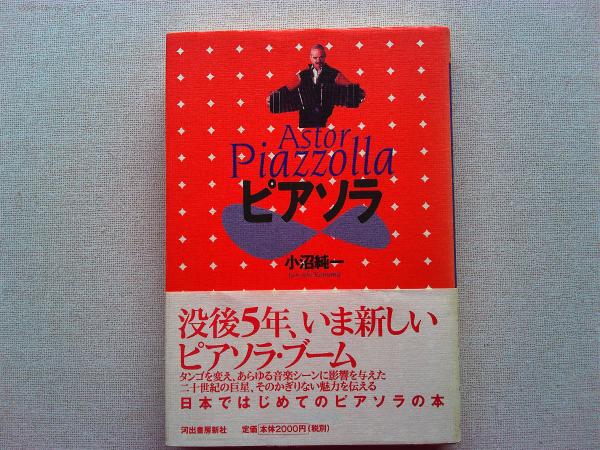 Astor
Piazzolla
ピアソラ
小沼純一
Jun-ichi Konuma
没後5年、いま新しい
ピアソラ・ブーム
タンゴを変え、あらゆる音楽シーンに影響を与えた
二十世紀の巨星、そのかぎりない魅力を伝える
日本ではじめてのピアソラの本
河出書房新社 定価 本体2000円(税別)